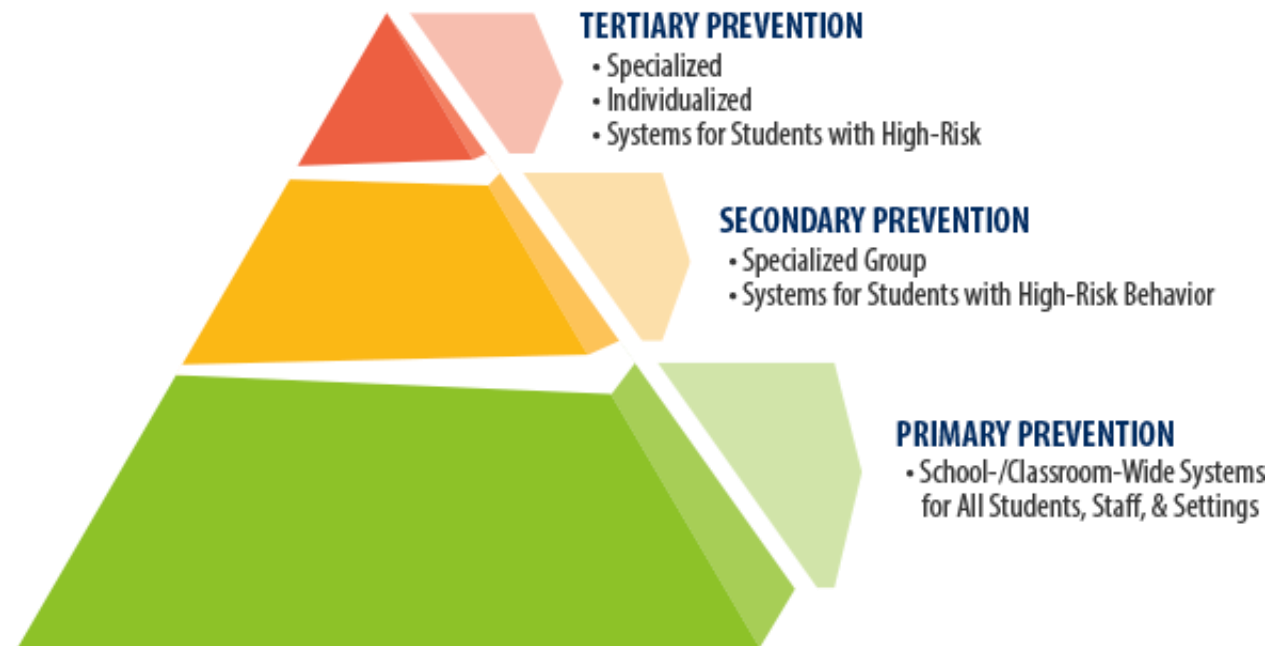 TERTIARY PREVENTION
• Specialized
• Individualized
• Systems for Students with High-Risk
SECONDARY PREVENTION
• Specialized Group
• Systems for Students with High-Risk Behavior
PRIMARY PREVENTION
• School-/Classroom-Wide Systems
for All Students, Staff, & Settings